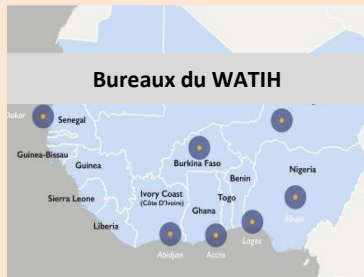 Bureaux du WATIH
Dakar
Senegal
Guinea-Bissau
Guinea
Burkina Faso
Benin
Nigeria
Sierra Leone
Ivory Coast
(Côte D'Ivoire)
Ghana
Togo
Liberia
Abuja
Lagos
Abidjan
Accra